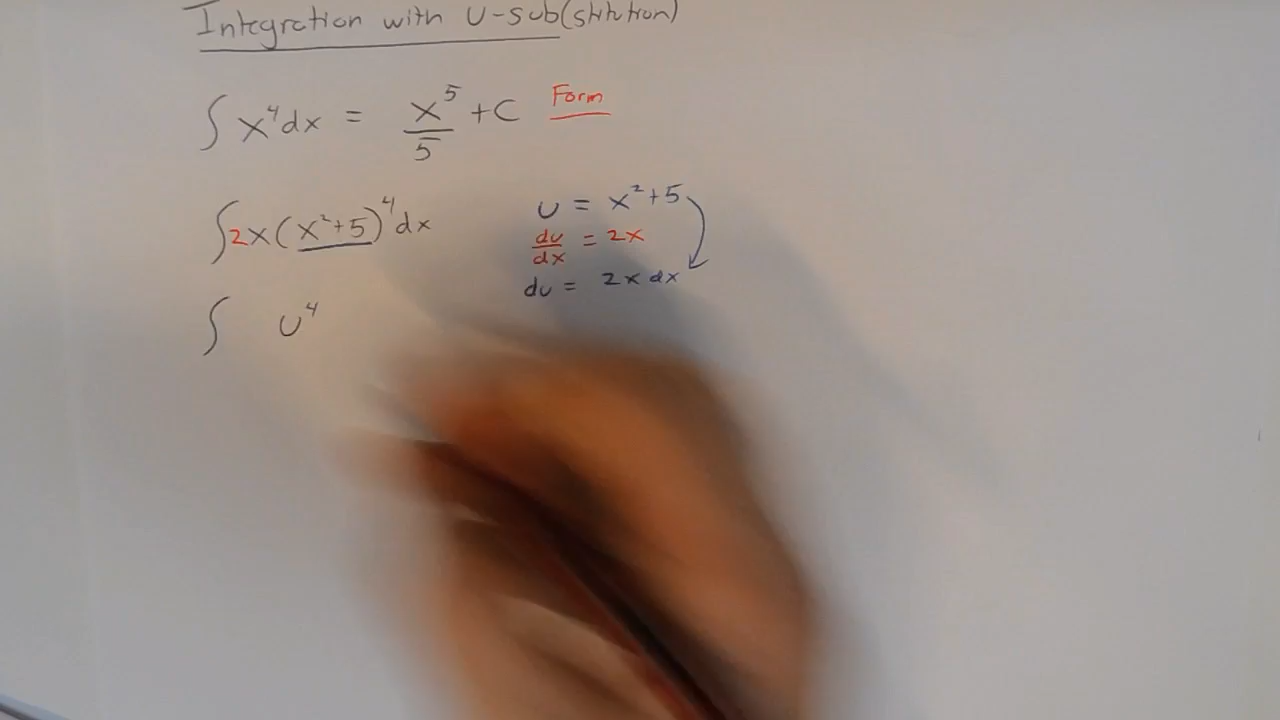 Integration with U-sub(stitution)
∫ x⁴dx = x⁵/5 + C Form
∫2x(x²+5)⁴dx
u = x²+5
du/dx = 2x
du = 2x dx
∫ u⁴